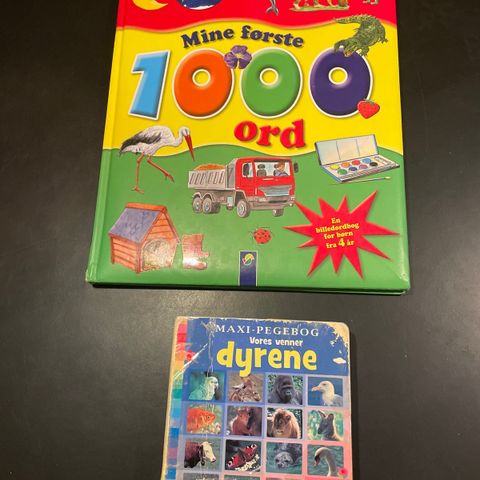 Mine første
1000
ord
En
billedordbog
for børn
fra 4 år
MAXI-PEGEBOG
Vores venner
dyrene